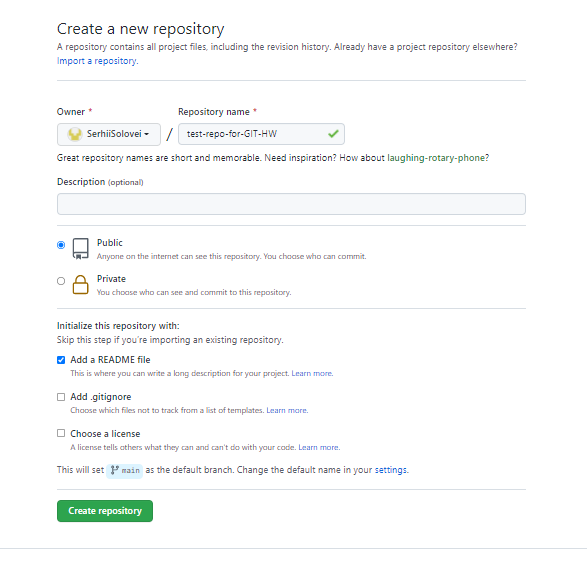 Create a new repository
A repository contains all project files, including the revision history. Already have a project repository elsewhere?
Import a repository.
Owner * Repository name *
SerhiiSolovei / test-repo-for-GIT-HW
Great repository names are short and memorable. Need inspiration? How about laughing-rotary-phone?
Description (optional)
Public
Anyone on the internet can see this repository. You choose who can commit.
Private
You choose who can see and commit to this repository.
Initialize this repository with:
Skip this step if you're importing an existing repository.
Add a README file
This is where you can write a long description for your project. Learn more.
Add .gitignore
Choose which files not to track from a list of templates. Learn more.
Choose a license
A license tells others what they can and can't do with your code. Learn more.
This will set main as the default branch. Change the default name in your settings.
Create repository